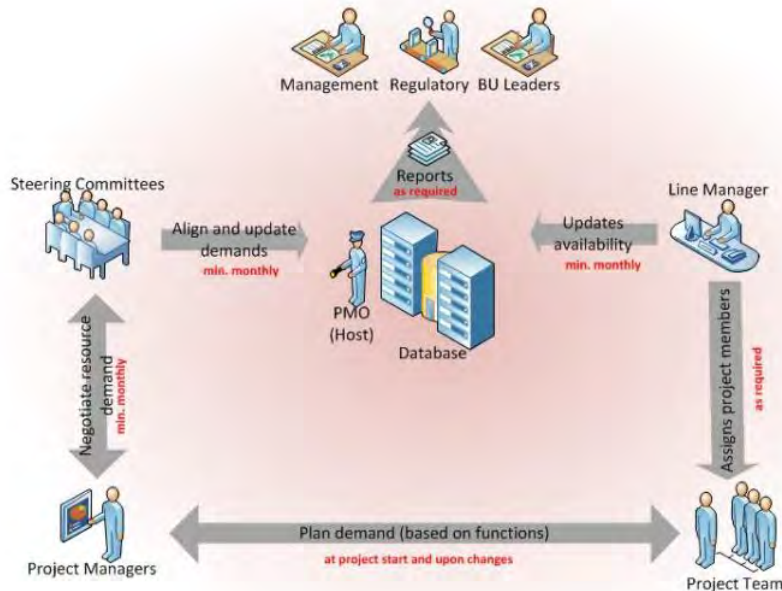 Management
Regulatory
BU Leaders
Reports
as required
Steering Committees
Line Manager
Align and update
demands
min. monthly
Updates
availability
min. monthly
PMO
(Host)
Database
Negotiate resource
demand
min. monthly
Assigns project members
as required
Plan demand (based on functions)
at project start and upon changes
Project Managers
Project Team